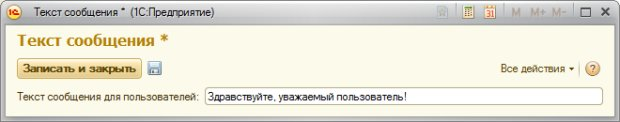 Текст сообщения * (1С:Предприятие)
M M+ M-
Текст сообщения *
Записать и закрыть
Все действия
?
Текст сообщения для пользователей: Здравствуйте, уважаемый пользователь!